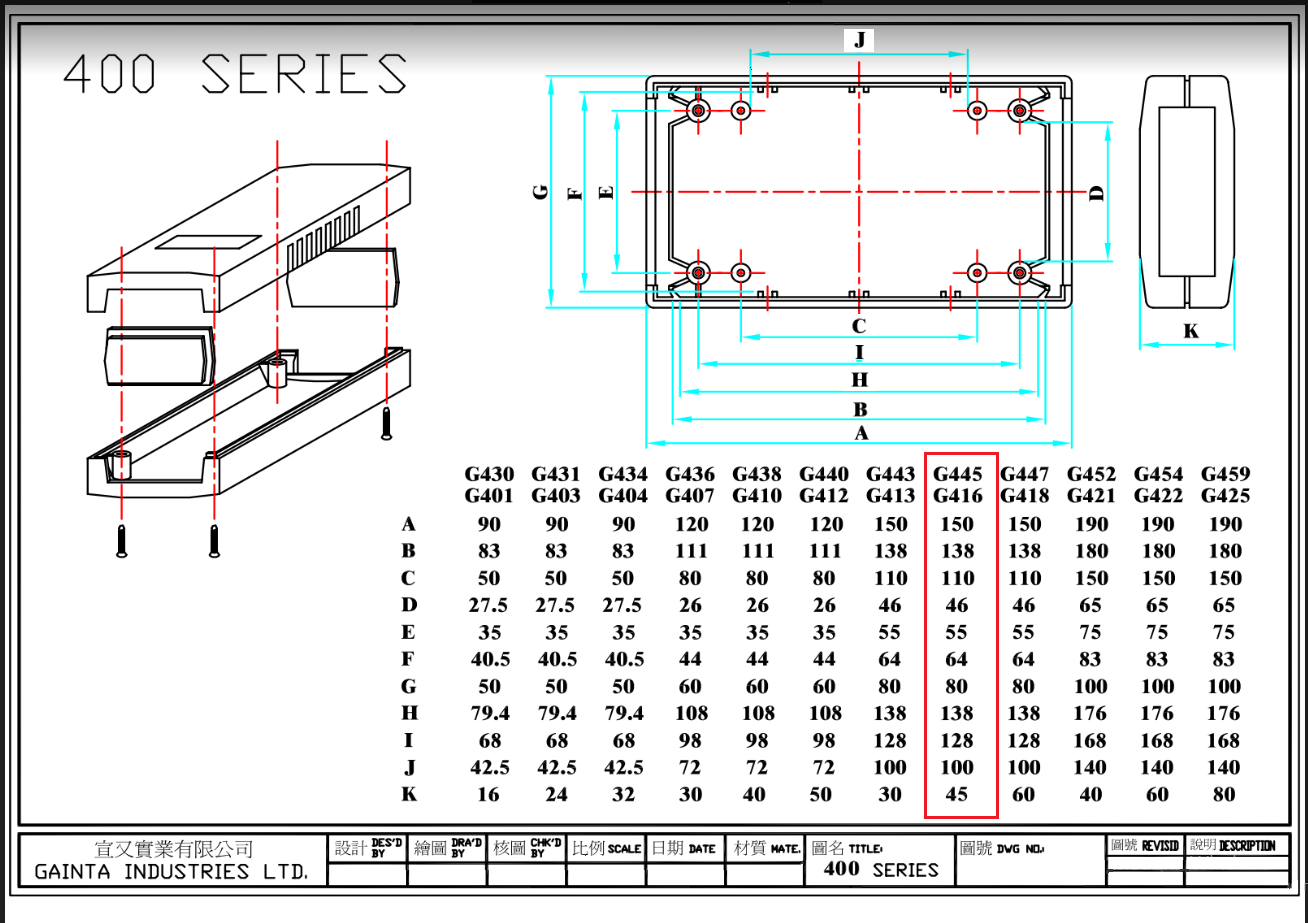 400 SERIES
J
G
F
E
D
C
I
H
B
A
K
G430 G431 G434 G436 G438 G440 G443 G445 G447 G452 G454 G459
G401 G403 G404 G407 G410 G412 G413 G416 G418 G421 G422 G425
A 90 90 90 120 120 120 150 150 150 190 190 190
B 83 83 83 111 111 111 138 138 138 180 180 180
C 50 50 50 80 80 80 110 110 110 150 150 150
D 27.5 27.5 27.5 26 26 26 46 46 46 65 65 65
E 35 35 35 35 35 35 55 55 55 75 75 75
F 40.5 40.5 40.5 44 44 44 64 64 64 83 83 83
G 50 50 50 60 60 60 80 80 80 100 100 100
H 79.4 79.4 79.4 108 108 108 138 138 138 176 176 176
I 68 68 68 98 98 98 128 128 128 168 168 168
J 42.5 42.5 42.5 72 72 72 100 100 100 140 140 140
K 16 24 32 30 40 50 30 45 60 40 60 80
宣又實業有限公司
GAINTA INDUSTRIES LTD.
設計 DES'D BY
繪圖 DRA'D BY
核圖 CHK'D BY
比例 SCALE
日期 DATE
材質 MATE.
圖名 TITLE:
400 SERIES
圖號 DWG NO.:
圖號 REVISID
說明 DESCRIPTION